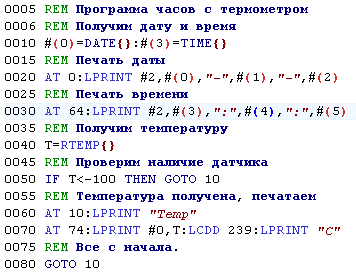 0005 REM Программа часов с термометром
0006 REM Получим дату и время
0010 #(0)=DATE{}:#(3)=TIME{}
0015 REM Печать даты
0020 AT 0:LPRINT #2,#(0),"-",#(1),"-",#(2)
0025 REM Печать времени
0030 AT 64:LPRINT #2,#(3),":",#(4),":",#(5)
0035 REM Получим температуру
0040 T=RTEMP{}
0045 REM Проверим наличие датчика
0050 IF T<-100 THEN GOTO 10
0055 REM Температура получена, печатаем
0060 AT 10:LPRINT "Temp"
0070 AT 74:LPRINT #0,T:LCDD 239:LPRINT "C"
0075 REM Все с начала.
0080 GOTO 10